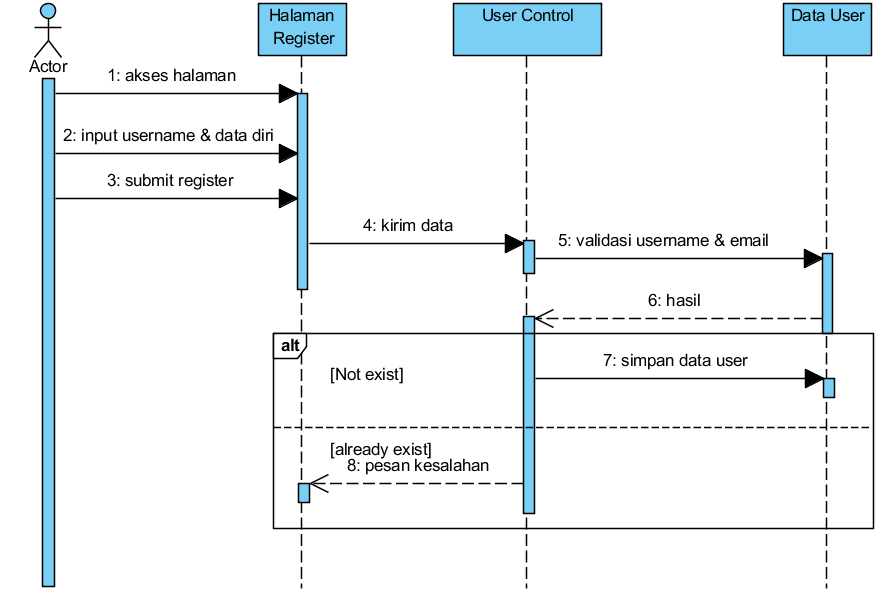 Halaman
Register
User Control
Data User
Actor
1: akses halaman
2: input username & data diri
3: submit register
4: kirim data
5: validasi username & email
6: hasil
alt
[Not exist]
7: simpan data user
[already exist]
8: pesan kesalahan